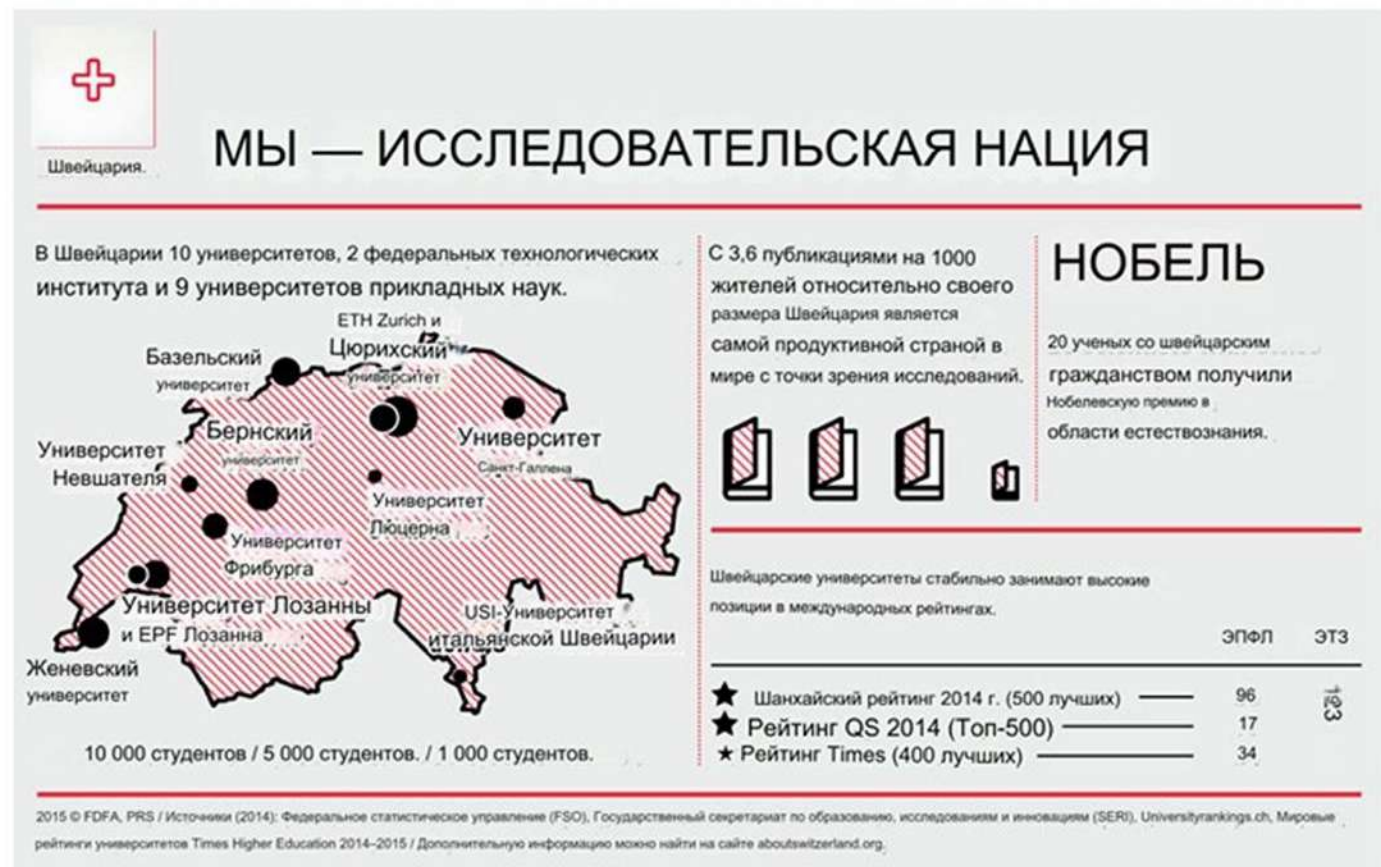 Швейцария.
МЫ — ИССЛЕДОВАТЕЛЬСКАЯ НАЦИЯ
В Швейцарии 10 университетов, 2 федеральных технологических
института и 9 университетов прикладных наук.
ETH Zurich и
Цюрихский
университет
Базельский
университет
Бернский
университет
Университет
Санкт-Галлена
Университет
Невшателя
Университет
Люцерна
Университет
Фрибурга
Университет Лозанны
и EPF Лозанна
USI-Университет
итальянской Швейцарии
Женевский
университет
10 000 студентов / 5 000 студентов. / 1 000 студентов.
С 3,6 публикациями на 1000
жителей относительно своего
размера Швейцария является
самой продуктивной страной в
мире с точки зрения исследований.
НОБЕЛЬ
20 ученых со швейцарским
гражданством получили
Нобелевскую премию в
области естествознания.
Швейцарские университеты стабильно занимают высокие
позиции в международных рейтингах.
ЭПФЛ ЭТЗ
Шанхайский рейтинг 2014 г. (500 лучших) 96
Рейтинг QS 2014 (Топ-500) 17
Рейтинг Times (400 лучших) 34
2015 © FDFA, PRS / Источники (2014): Федеральное статистическое управление (FSO), Государственный секретариат по образованию, исследованиям и инновациям (SERI), Universityrankings.ch, Мировые
рейтинги университетов Times Higher Education 2014–2015 / Дополнительную информацию можно найти на сайте aboutswitzerland.org.